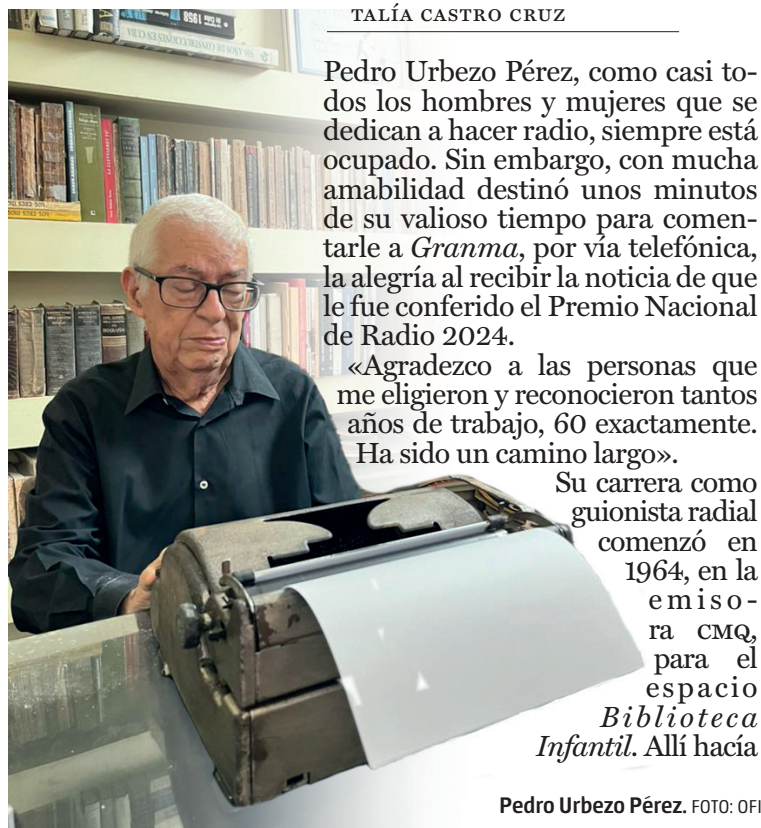 TALÍA CASTRO CRUZ
Pedro Urbezo Pérez, como casi to-
dos los hombres y mujeres que se
dedican a hacer radio, siempre está
ocupado. Sin embargo, con mucha
amabilidad destinó unos minutos
de su valioso tiempo para comen-
tarle a Granma, por vía telefónica,
la alegría al recibir la noticia de que
le fue conferido el Premio Nacional
de Radio 2024.
«Agradezco a las personas que
me eligieron y reconocieron tantos
años de trabajo, 60 exactamente.
Ha sido un camino largo».
Su carrera como
guionista radial
comenzó en
1964, en la
emiso-
ra CMQ,
para el
espacio
Biblioteca
Infantil. Allí hacía
Pedro Urbezo Pérez. FOTO: OFI